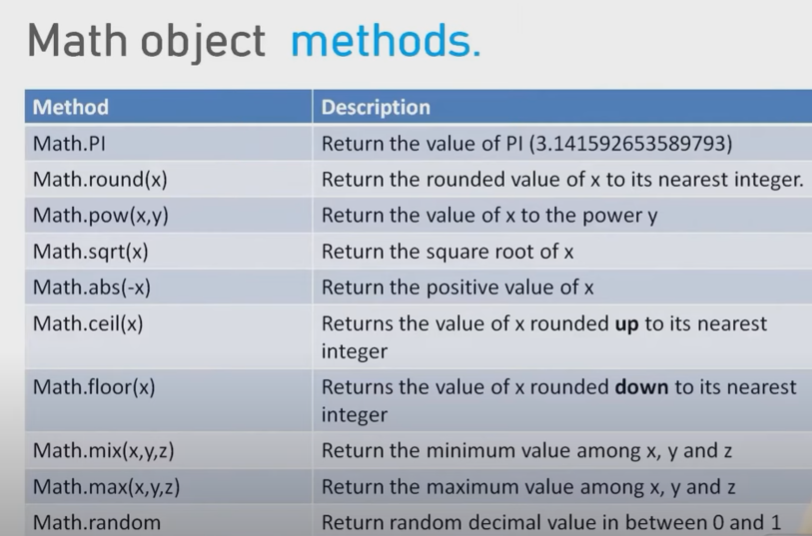 Math object methods.
Method Description
Math.PI Return the value of PI (3.141592653589793)
Math.round(x) Return the rounded value of x to its nearest integer.
Math.pow(x,y) Return the value of x to the power y
Math.sqrt(x) Return the square root of x
Math.abs(-x) Return the positive value of x
Math.ceil(x) Returns the value of x rounded up to its nearest
integer
Math.floor(x) Returns the value of x rounded down to its nearest
integer
Math.mix(x,y,z) Return the minimum value among x, y and z
Math.max(x,y,z) Return the maximum value among x, y and z
Math.random Return random decimal value in between 0 and 1